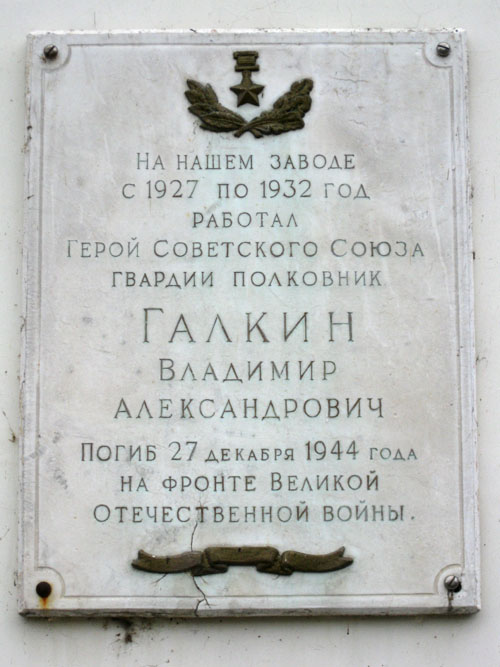 На нашем заводе
с 1927 по 1932 год
работал
Герой Советского Союза
гвардии полковник
Галкин
Владимир
Александрович
Погиб 27 декабря 1944 года
на фронте Великой
Отечественной войны.